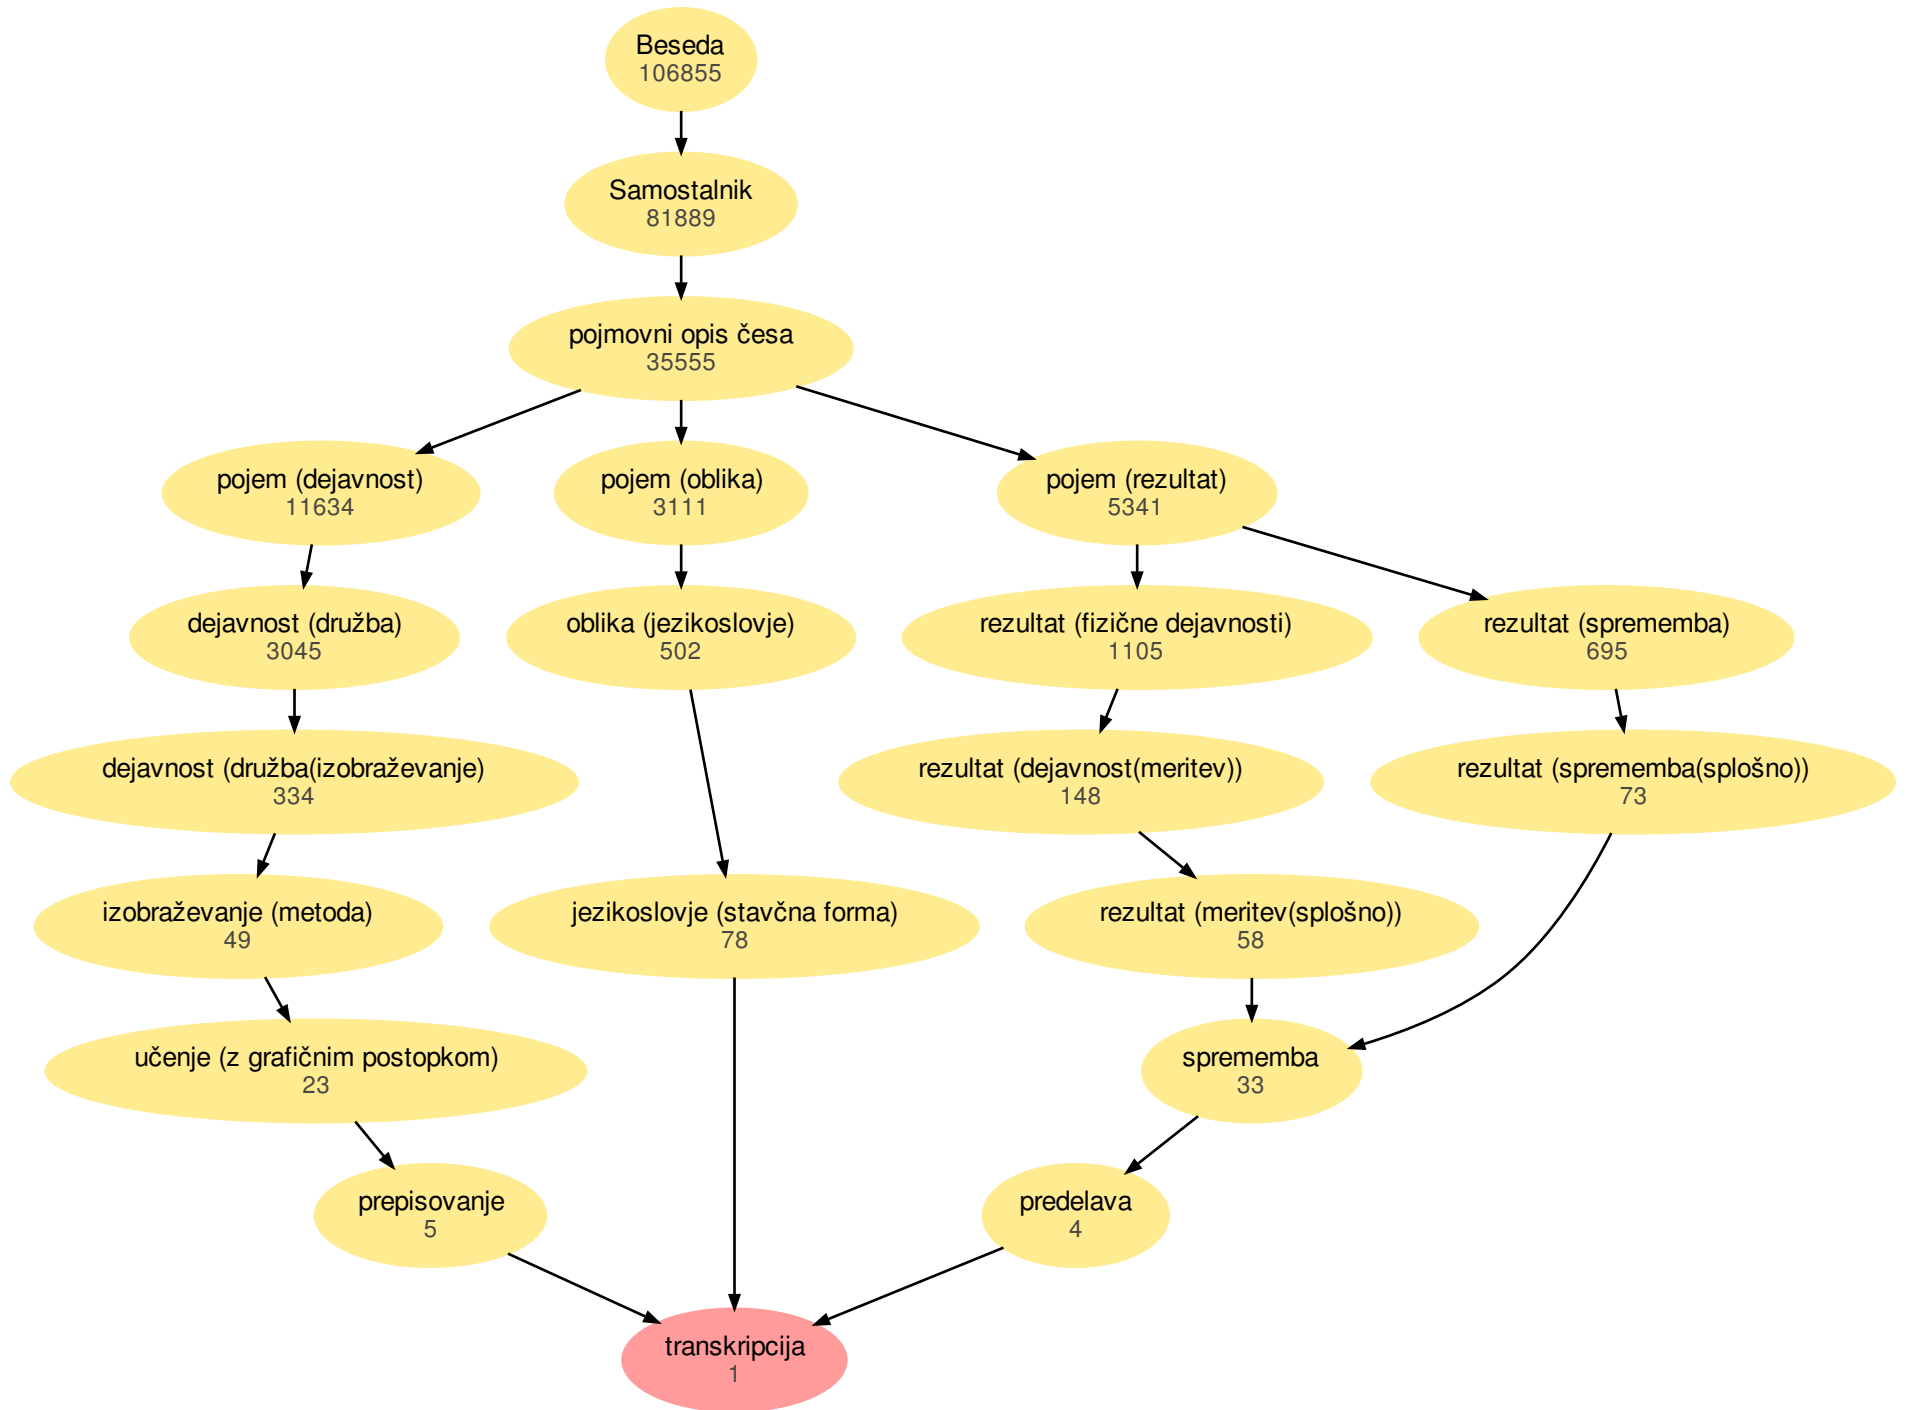 Beseda
106855
Samostalnik
81889
pojmovni opis česa
35555
pojem (dejavnost)
11634
pojem (oblika)
3111
pojem (rezultat)
5341
dejavnost (družba)
3045
oblika (jezikoslovje)
502
rezultat (fizične dejavnosti)
1105
rezultat (sprememba)
695
dejavnost (družba(izobraževanje)
334
rezultat (dejavnost(meritev))
148
rezultat (sprememba(splošno))
73
izobraževanje (metoda)
49
jezikoslovje (stavčna forma)
78
rezultat (meritev(splošno))
58
učenje (z grafičnim postopkom)
23
sprememba
33
prepisovanje
5
predelava
4
transkripcija
1